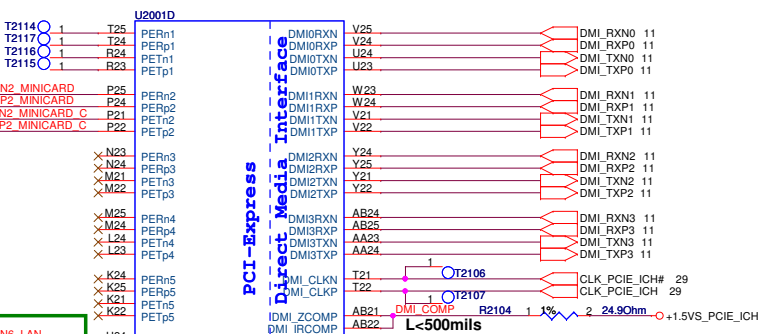 U2001D
T2114 1 T25 PERn1 DMI0RXN V25 DMI_RXN0 11
T2117 1 T24 PERp1 DMI0RXP V24 DMI_RXP0 11
T2116 1 R24 PETn1 DMI0TXN U24 DMI_TXN0 11
T2115 1 R23 PETp1 DMI0TXP U23 DMI_TXP0 11
N2_MINICARD P25 PERn2 DMI1RXN W23 DMI_RXN1 11
P2_MINICARD P24 PERp2 DMI1RXP W24 DMI_RXP1 11
N2_MINICARD_C P21 PETn2 DMI1TXN V21 DMI_TXN1 11
P2_MINICARD_C P22 PETp2 DMI1TXP V22 DMI_TXP1 11
N23 PERn3 DMI2RXN Y24 DMI_RXN2 11
N24 PERp3 DMI2RXP Y25 DMI_RXP2 11
M21 PETn3 DMI2TXN Y21 DMI_TXN2 11
M22 PETp3 DMI2TXP Y22 DMI_TXP2 11
M25 PERn4 DMI3RXN AB24 DMI_RXN3 11
M24 PERp4 DMI3RXP AB25 DMI_RXP3 11
L24 PETn4 DMI3TXN AA23 DMI_TXN3 11
L23 PETp4 DMI3TXP AA24 DMI_TXP3 11
PCI-Express
Direct Media Interface
1 T2106
K24 PERn5 DMI_CLKN T21 CLK_PCIE_ICH# 29
K25 PERp5 DMI_CLKP T22 CLK_PCIE_ICH 29
1 T2107
K21 PETn5
K22 PETp5 DMI_ZCOMP AB21 DMI_COMP R2104 1 1% 2 24.9Ohm +1.5VS_PCIE_ICH
DMI_IRCOMP AB22 L<500mils